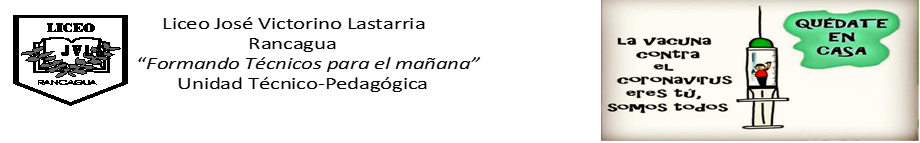 LICEO
JVL
RANCAGUA
Liceo José Victorino Lastarria
Rancagua
“Formando Técnicos para el mañana”
Unidad Técnico-Pedagógica
LA VACUNA
CONTRA
EL
CORONAVIRUS
ERES TÚ,
SOMOS TODOS
QUÉDATE
EN
CASA